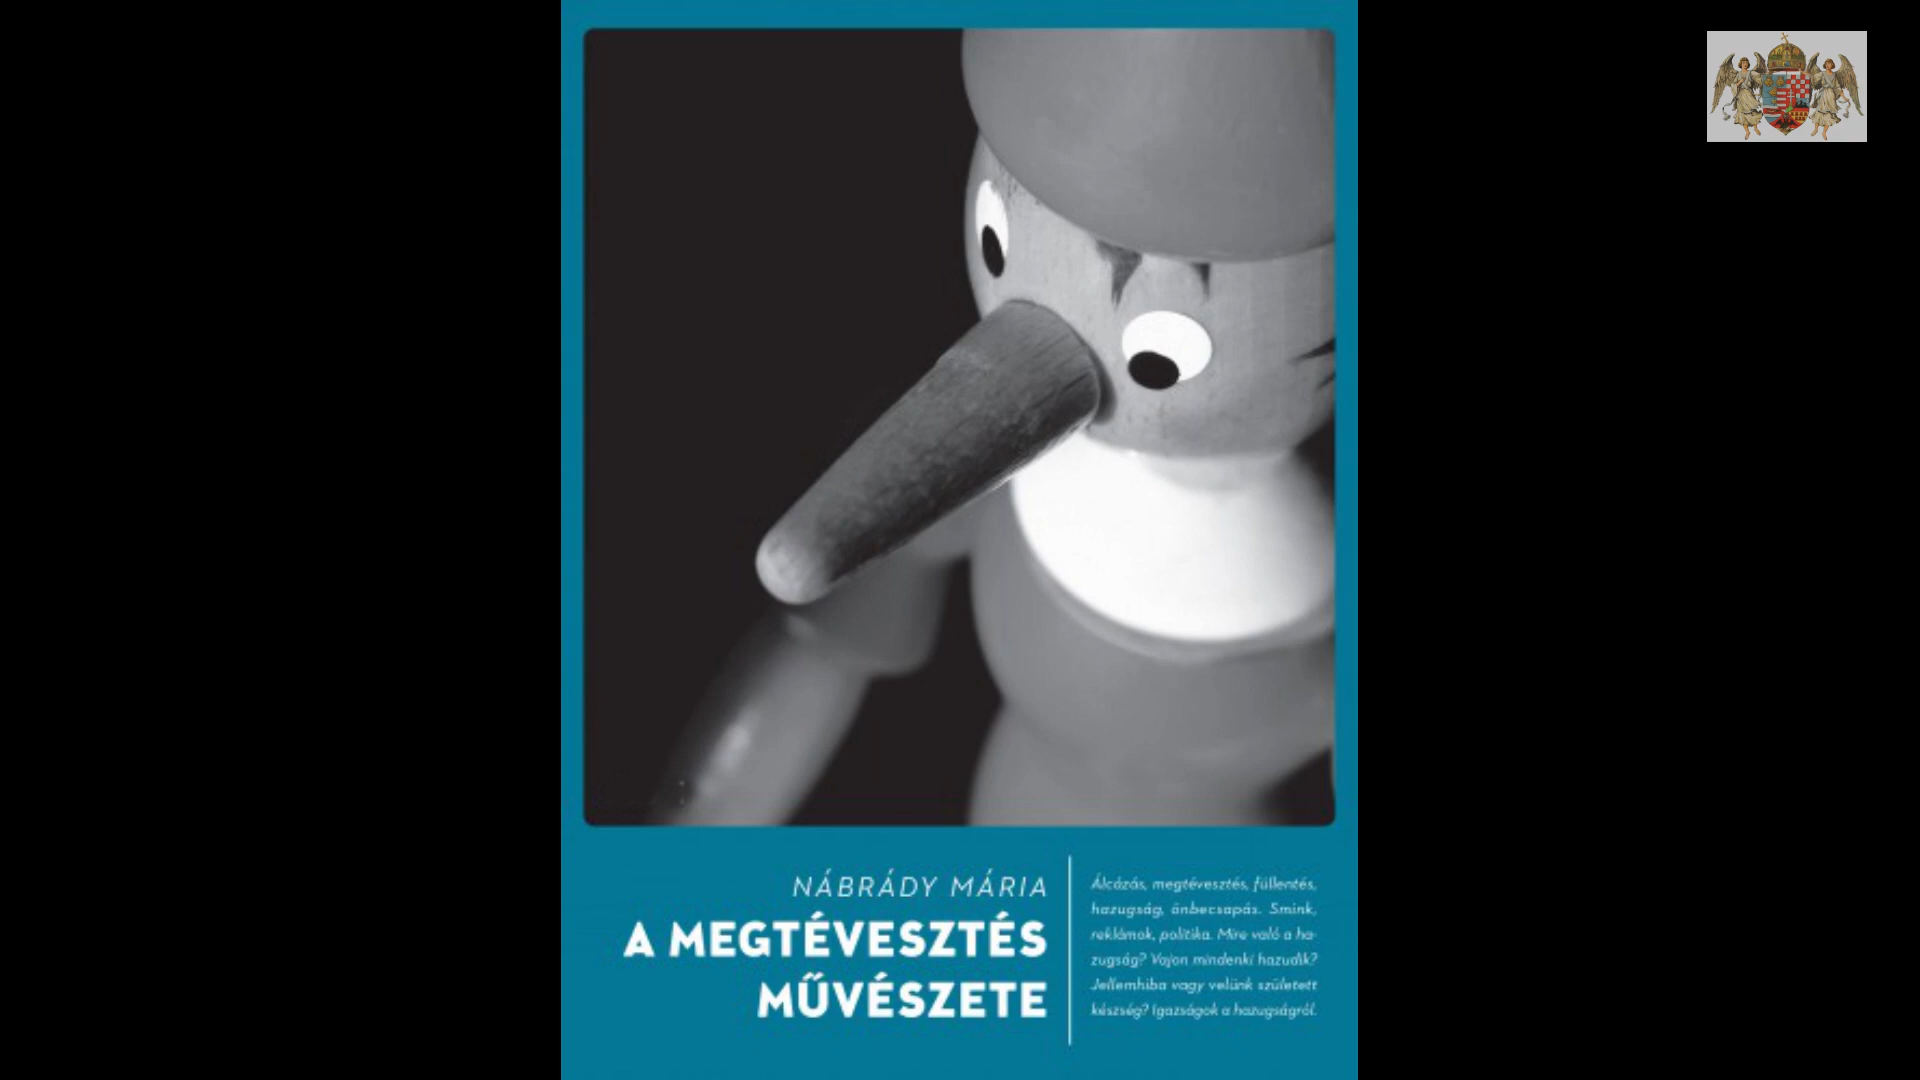 NÁBRÁDY MÁRIA
A MEGTÉVESZTÉS
MŰVÉSZETE
Álcázás, megtévesztés, füllentés,
hazugság, önbecsapás. Smink,
reklámok, politika. Mire való a ha-
zugság? Vajon mindenki hazudik?
Jellemhiba vagy velünk született
készség? Igazságok a hazugságról.